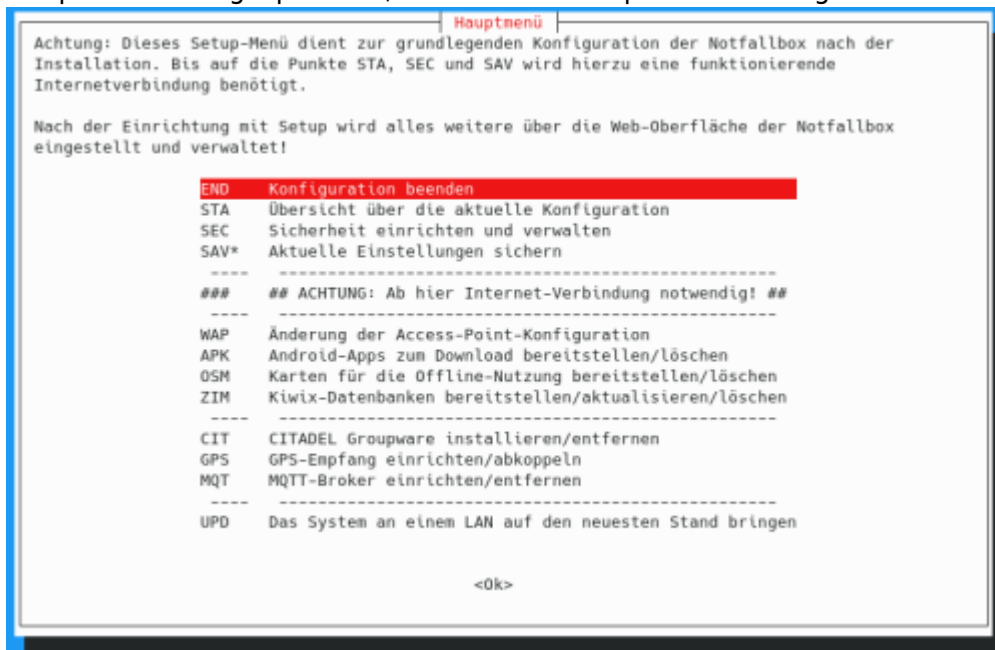 Hauptmenü
Achtung: Dieses Setup-Menü dient zur grundlegenden Konfiguration der Notfallbox nach der
Installation. Bis auf die Punkte STA, SEC und SAV wird hierzu eine funktionierende
Internetverbindung benötigt.
Nach der Einrichtung mit Setup wird alles weitere über die Web-Oberfläche der Notfallbox
eingestellt und verwaltet!
END Konfiguration beenden
STA Übersicht über die aktuelle Konfiguration
SEC Sicherheit einrichten und verwalten
SAV* Aktuelle Einstellungen sichern
---- ---------------------------------------------------
### ## ACHTUNG: Ab hier Internet-Verbindung notwendig! ##
---- ---------------------------------------------------
WAP Änderung der Access-Point-Konfiguration
APK Android-Apps zum Download bereitstellen/löschen
OSM Karten für die Offline-Nutzung bereitstellen/löschen
ZIM Kiwix-Datenbanken bereitstellen/aktualisieren/löschen
---- ---------------------------------------------------
CIT CITADEL Groupware installieren/entfernen
GPS GPS-Empfang einrichten/abkoppeln
MQT MQTT-Broker einrichten/entfernen
---- ---------------------------------------------------
UPD Das System an einem LAN auf den neuesten Stand bringen
<Ok>